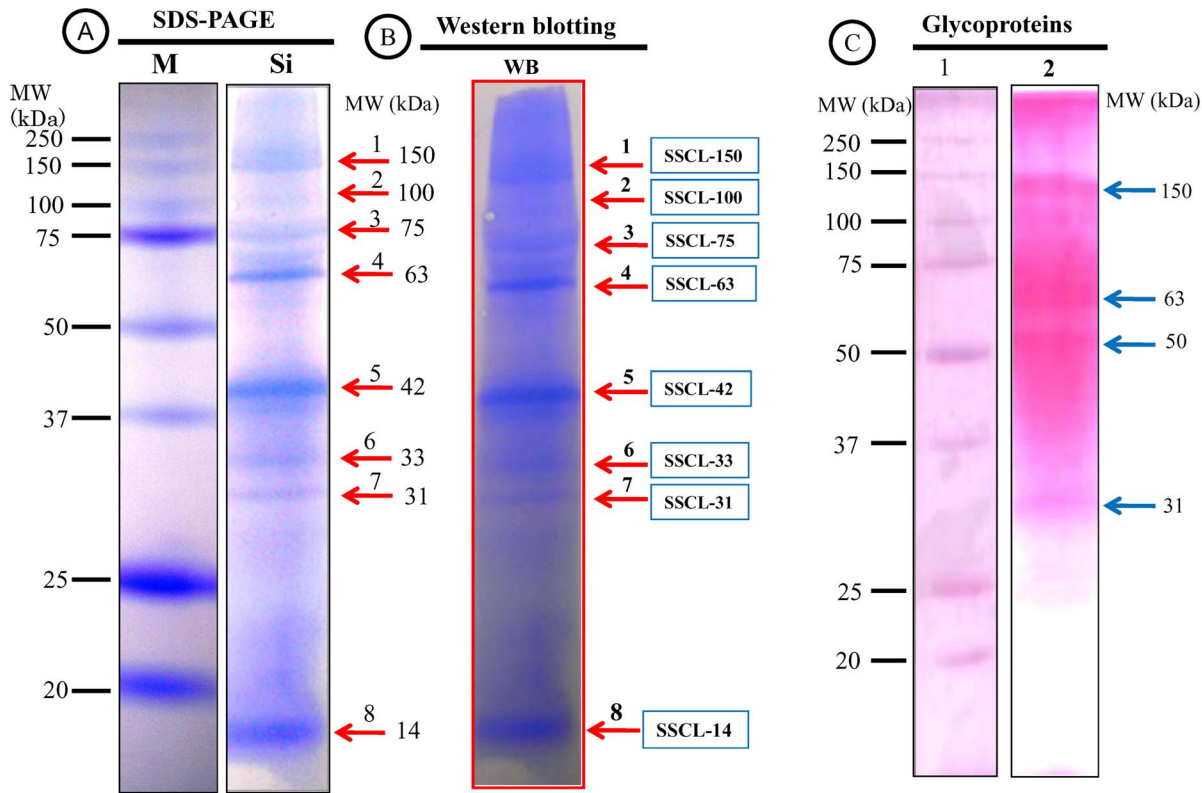 A
SDS-PAGE
M
Si
MW
(kDa)
250
150
100
75
50
37
25
20
MW (kDa)
1
150
2
100
3
75
4
63
5
42
6
33
7
31
8
14
B
Western blotting
WB
1
SSCL-150
2
SSCL-100
3
SSCL-75
4
SSCL-63
5
SSCL-42
6
SSCL-33
7
SSCL-31
8
SSCL-14
C
Glycoproteins
1
2
MW (kDa)
250
150
100
75
50
37
25
20
MW (kDa)
150
63
50
31